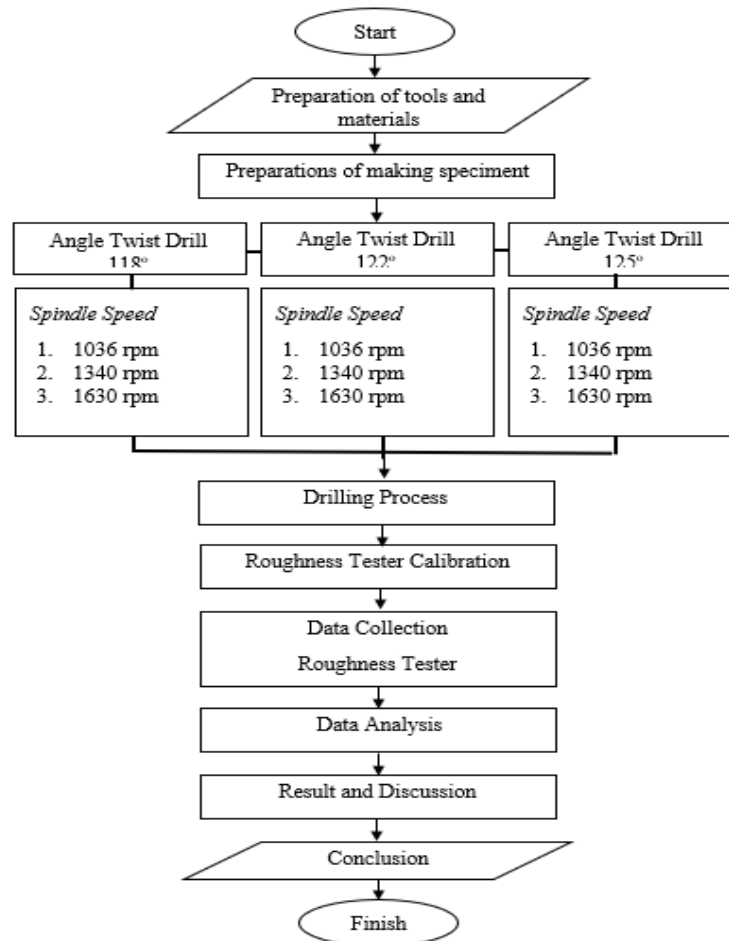 Start
Preparation of tools and
materials
Preparations of making speciment
Angle Twist Drill
118°
Angle Twist Drill
122°
Angle Twist Drill
125°
Spindle Speed
1. 1036 rpm
2. 1340 rpm
3. 1630 rpm
Spindle Speed
1. 1036 rpm
2. 1340 rpm
3. 1630 rpm
Spindle Speed
1. 1036 rpm
2. 1340 rpm
3. 1630 rpm
Drilling Process
Roughness Tester Calibration
Data Collection
Roughness Tester
Data Analysis
Result and Discussion
Conclusion
Finish